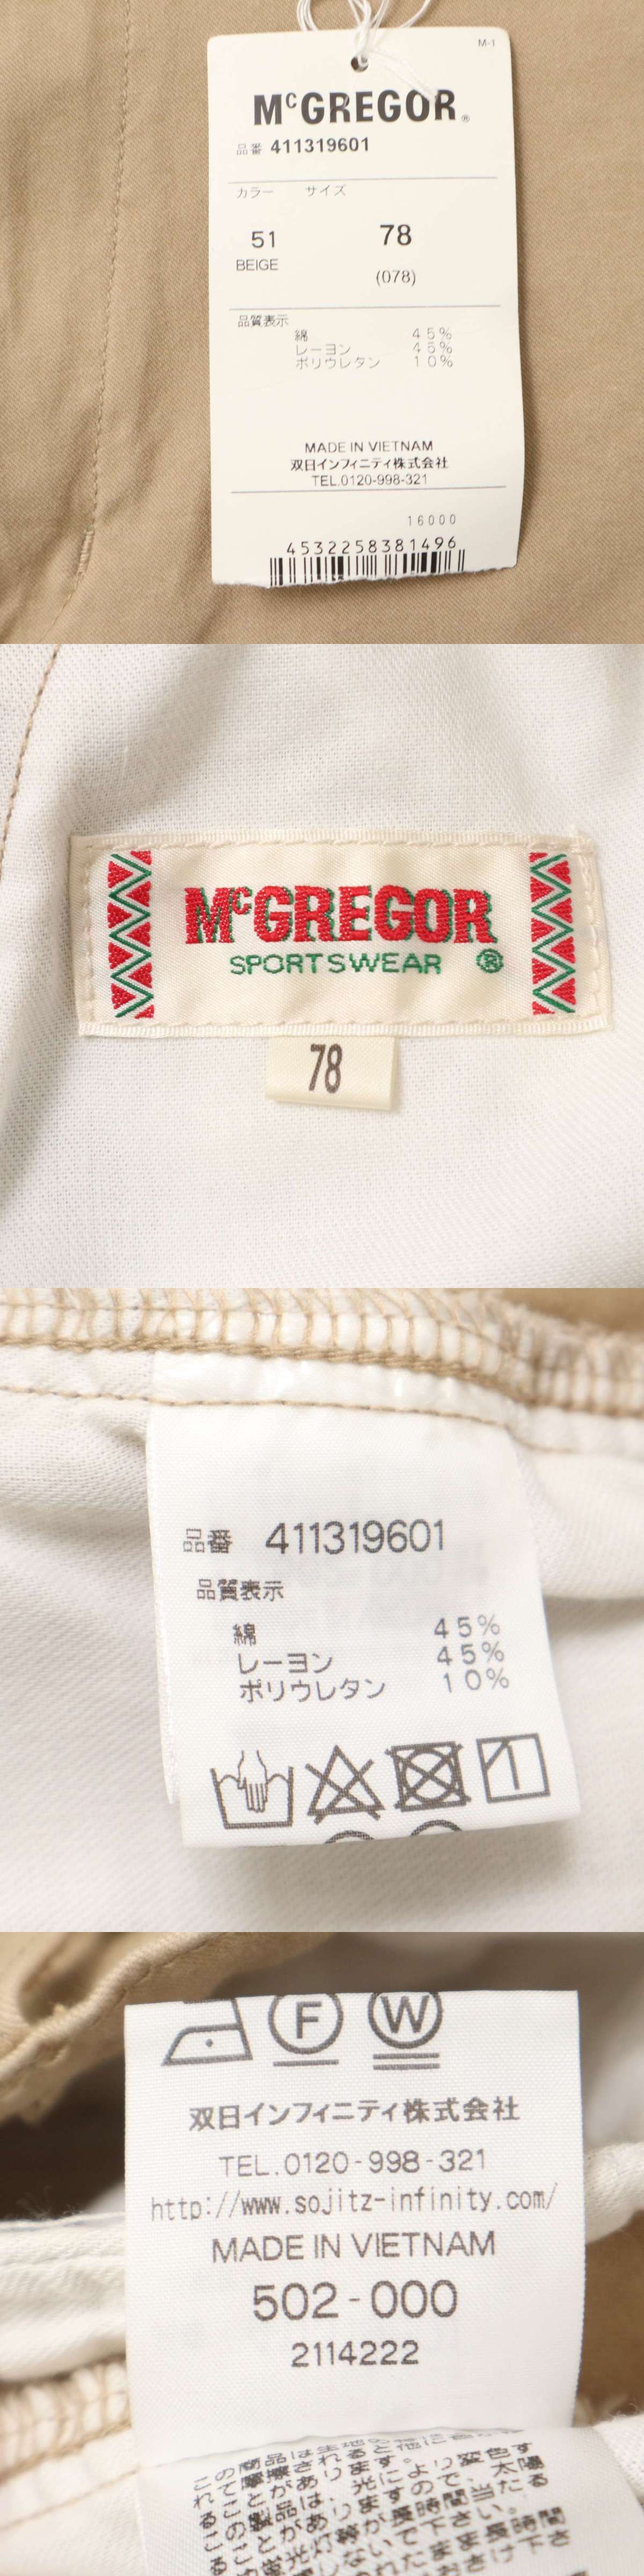 M-1
McGREGOR®
品番 411319601
カラー サイズ
51 78
BEIGE (078)
品質表示
綿 45%
レーヨン 45%
ポリウレタン 10%
MADE IN VIETNAM
双日インフィニティ株式会社
TEL.0120-998-321
16000
4532258381496
McGREGOR
SPORTSWEAR ®
78
品番 411319601
品質表示
綿 45%
レーヨン 45%
ポリウレタン 10%
F W
双日インフィニティ株式会社
TEL.0120-998-321
http://www.sojitz-infinity.com/
MADE IN VIETNAM
502-000
2114222